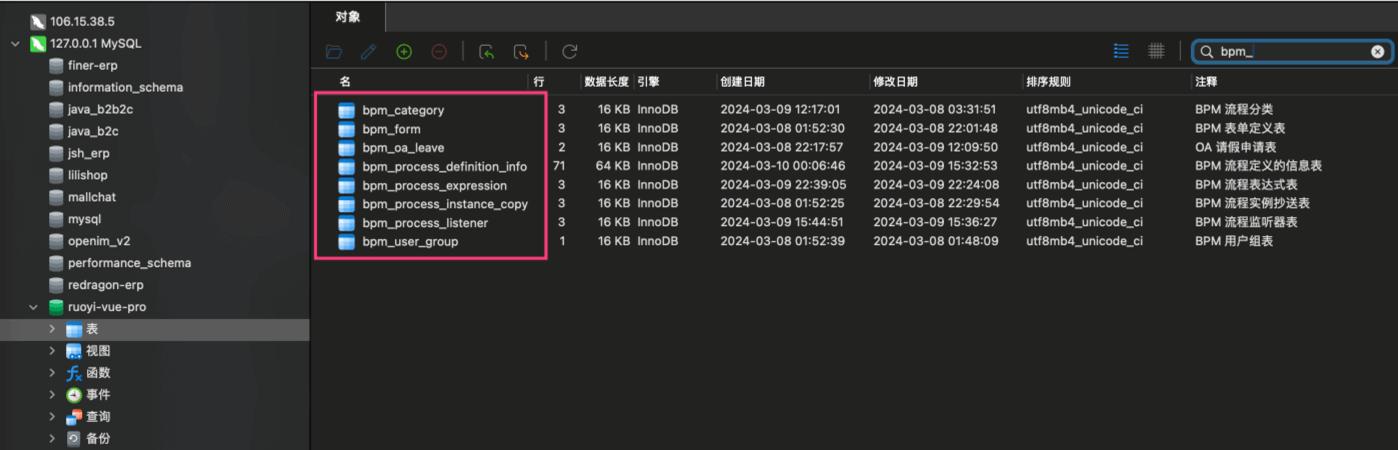 106.15.38.5
127.0.0.1 MySQL
finer-erp
information_schema
java_b2b2c
java_b2c
jsh_erp
lilishop
mallchat
mysql
openim_v2
performance_schema
redragon-erp
ruoyi-vue-pro
表
视图
函数
事件
查询
备份
对象
bpm_
名 行 数据长度 引擎 创建日期 修改日期 排序规则 注释
bpm_category 3 16 KB InnoDB 2024-03-09 12:17:01 2024-03-08 03:31:51 utf8mb4_unicode_ci BPM 流程分类
bpm_form 3 16 KB InnoDB 2024-03-08 01:52:30 2024-03-08 22:01:48 utf8mb4_unicode_ci BPM 表单定义表
bpm_oa_leave 2 16 KB InnoDB 2024-03-08 22:17:57 2024-03-09 12:09:50 utf8mb4_unicode_ci OA 请假申请表
bpm_process_definition_info 71 64 KB InnoDB 2024-03-10 00:06:46 2024-03-09 15:32:53 utf8mb4_unicode_ci BPM 流程定义的信息表
bpm_process_expression 3 16 KB InnoDB 2024-03-09 22:39:05 2024-03-09 22:24:08 utf8mb4_unicode_ci BPM 流程表达式表
bpm_process_instance_copy 3 16 KB InnoDB 2024-03-08 01:52:25 2024-03-08 22:29:54 utf8mb4_unicode_ci BPM 流程实例抄送表
bpm_process_listener 3 16 KB InnoDB 2024-03-09 15:44:51 2024-03-09 15:36:27 utf8mb4_unicode_ci BPM 流程监听器表
bpm_user_group 1 16 KB InnoDB 2024-03-08 01:52:39 2024-03-08 01:48:09 utf8mb4_unicode_ci BPM 用户组表